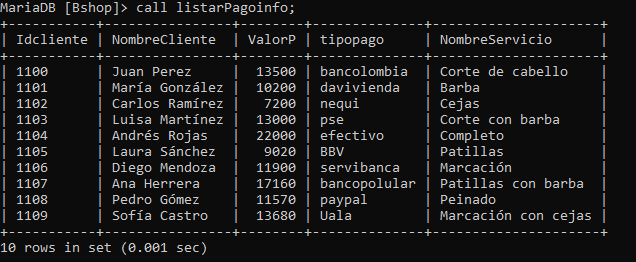 MariaDB [Bshop]> call listarPagoinfo;
+-----------+----------------+--------+--------------+---------------------+
| Idcliente | NombreCliente  | ValorP | tipopago     | NombreServicio      |
+-----------+----------------+--------+--------------+---------------------+
| 1100      | Juan Perez     |  13500 | bancolombia  | Corte de cabello    |
| 1101      | María González |  10200 | davivienda   | Barba               |
| 1102      | Carlos Ramírez |   7200 | nequi        | Cejas               |
| 1103      | Luisa Martínez |  13000 | pse          | Corte con barba     |
| 1104      | Andrés Rojas   |  22000 | efectivo     | Completo            |
| 1105      | Laura Sánchez  |   9020 | BBV          | Patillas            |
| 1106      | Diego Mendoza  |  11900 | servibanca   | Marcación           |
| 1107      | Ana Herrera    |  17160 | bancopolular | Patillas con barba  |
| 1108      | Pedro Gómez    |  11570 | paypal       | Peinado             |
| 1109      | Sofía Castro   |  13680 | Uala         | Marcación con cejas |
+-----------+----------------+--------+--------------+---------------------+
10 rows in set (0.001 sec)